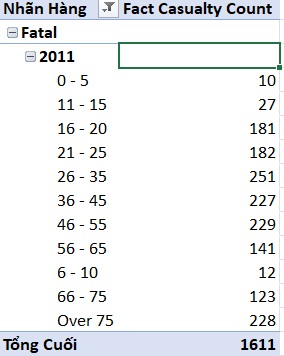 Nhãn Hàng Fact Casualty Count
Fatal
2011
0 - 5 10
11 - 15 27
16 - 20 181
21 - 25 182
26 - 35 251
36 - 45 227
46 - 55 229
56 - 65 141
6 - 10 12
66 - 75 123
Over 75 228
Tổng Cuối 1611